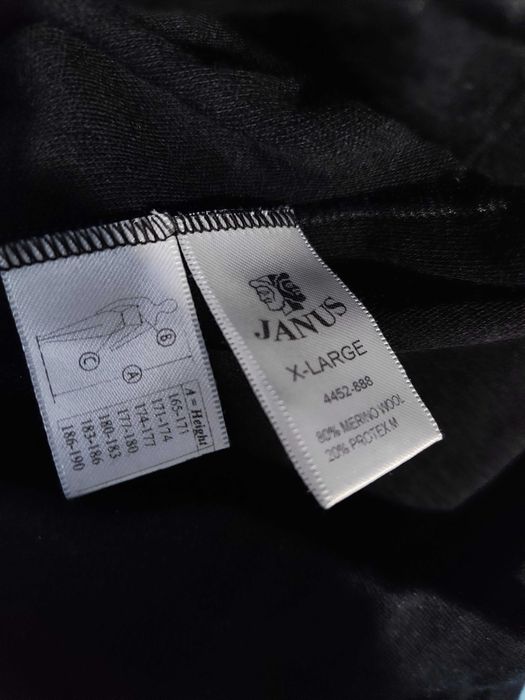 B
C
A
A = Height
165-171
171-174
174-177
177-180
180-183
183-186
186-190
JANUS
X-LARGE
4452-888
80% MERINO WOOL
20% PROTEX M